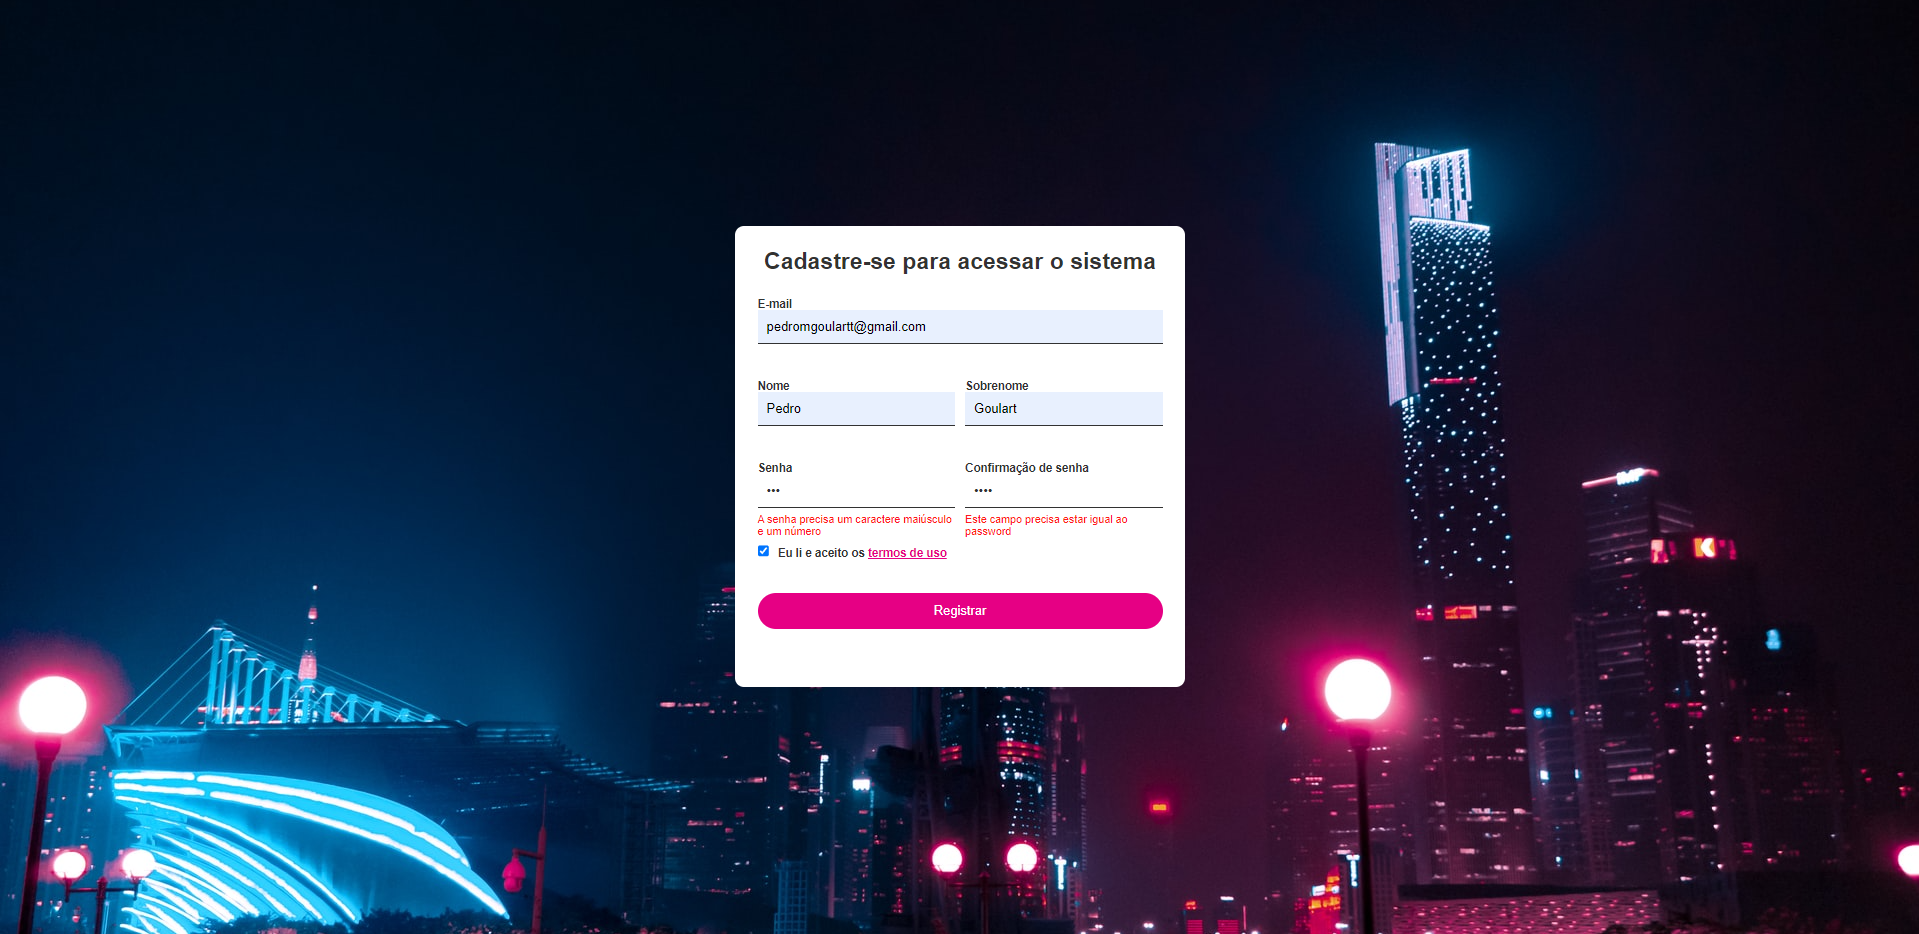 Cadastre-se para acessar o sistema
E-mail
pedromgoulartt@gmail.com
Nome
Sobrenome
Pedro
Goulart
Senha
Confirmação de senha
•••
••••
A senha precisa um caractere maiúsculo
e um número
Este campo precisa estar igual ao
password
Eu li e aceito os termos de uso
Registrar